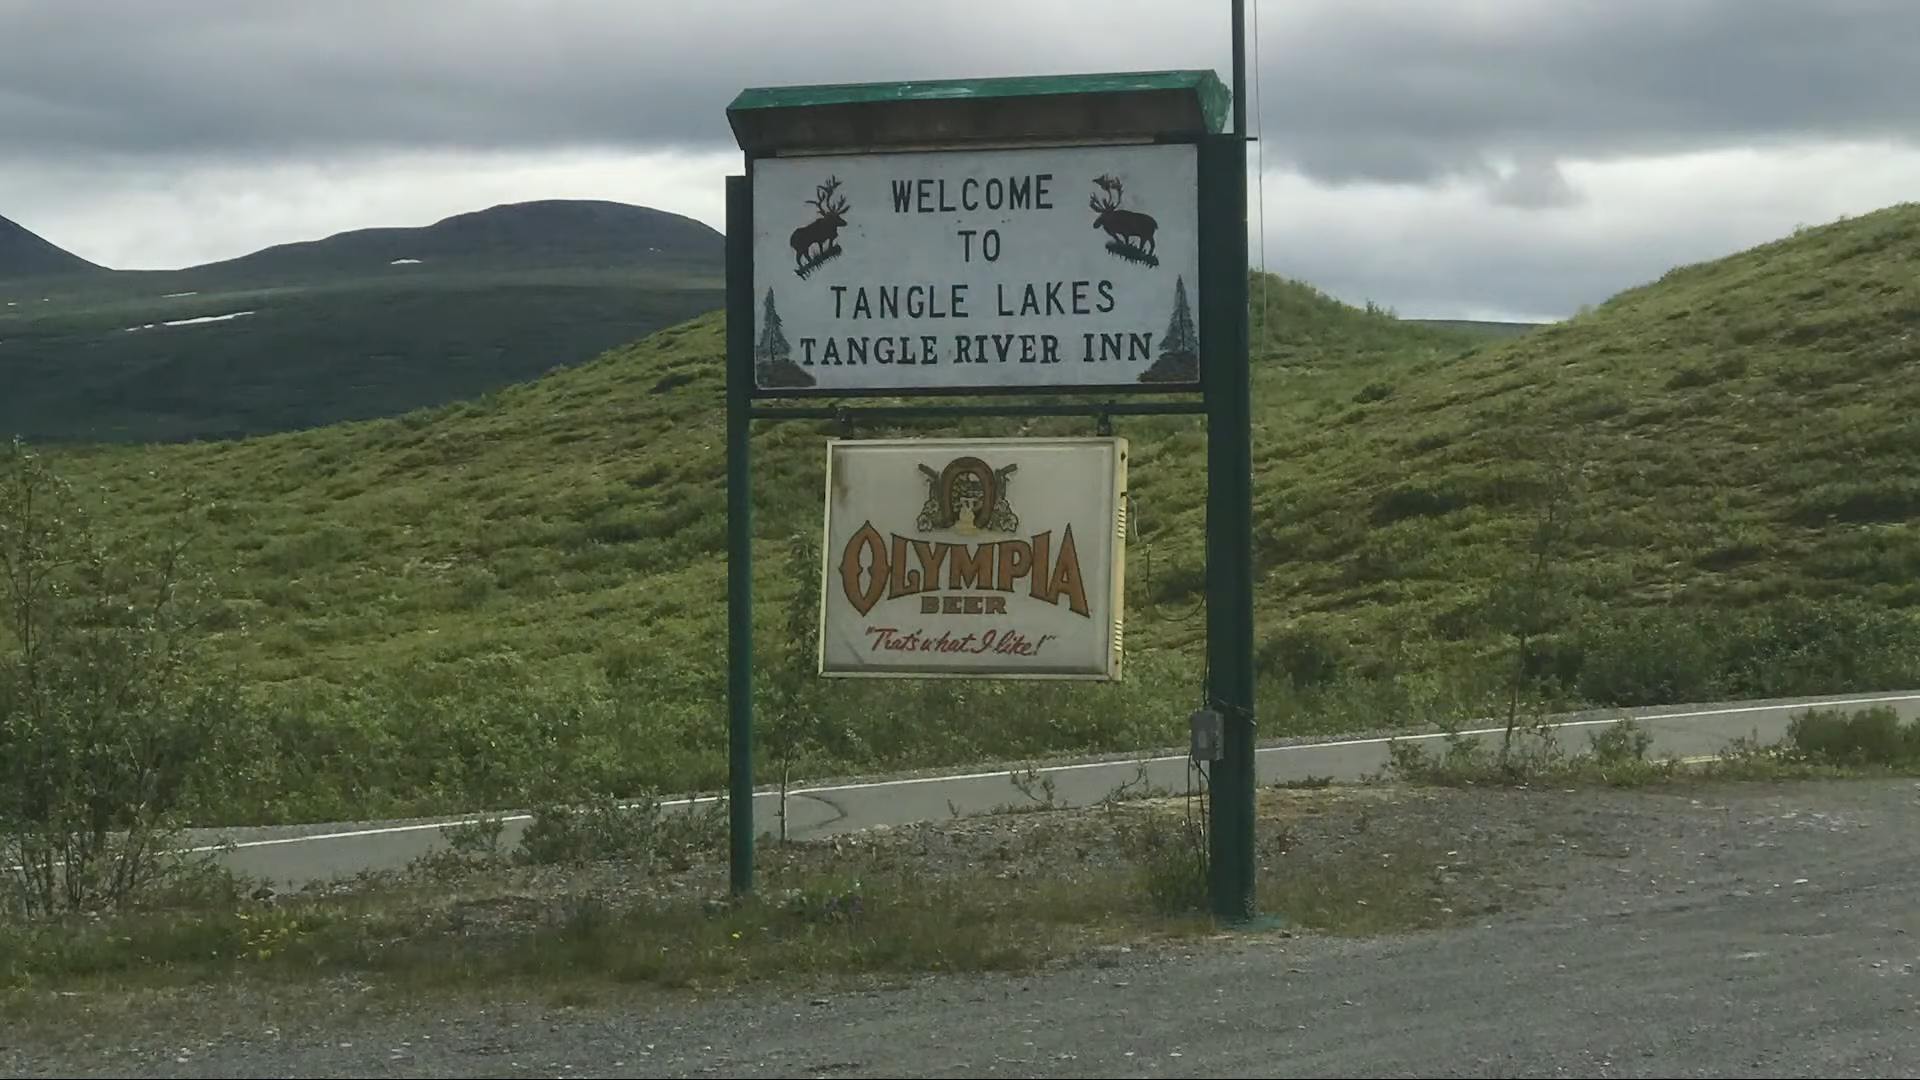 WELCOME
TO
TANGLE LAKES
TANGLE RIVER INN
OLYMPIA
BEER
"That's what I like!"